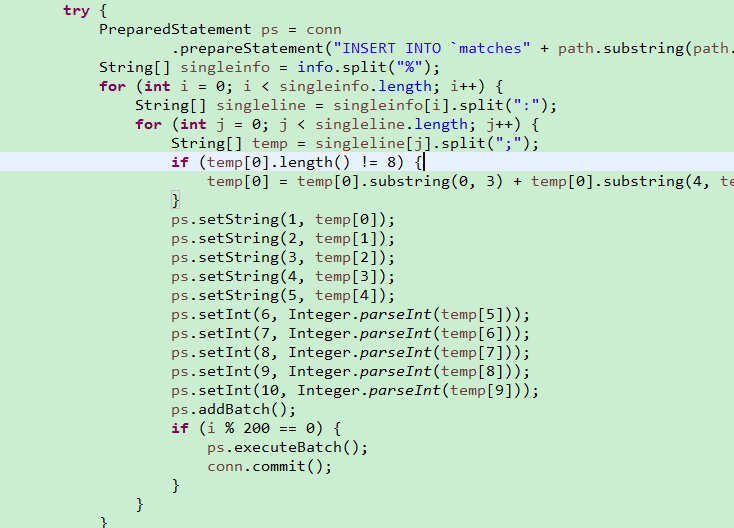 try {
PreparedStatement ps = conn
.prepareStatement("INSERT INTO `matches" + path.substring(path.
String[] singleinfo = info.split("%");
for (int i = 0; i < singleinfo.length; i++) {
String[] singleline = singleinfo[i].split(":");
for (int j = 0; j < singleline.length; j++) {
String[] temp = singleline[j].split(";");
if (temp[0].length() != 8) {
temp[0] = temp[0].substring(0, 3) + temp[0].substring(4, te
}
ps.setString(1, temp[0]);
ps.setString(2, temp[1]);
ps.setString(3, temp[2]);
ps.setString(4, temp[3]);
ps.setString(5, temp[4]);
ps.setInt(6, Integer.parseInt(temp[5]));
ps.setInt(7, Integer.parseInt(temp[6]));
ps.setInt(8, Integer.parseInt(temp[7]));
ps.setInt(9, Integer.parseInt(temp[8]));
ps.setInt(10, Integer.parseInt(temp[9]));
ps.addBatch();
if (i % 200 == 0) {
ps.executeBatch();
conn.commit();
}
}
}